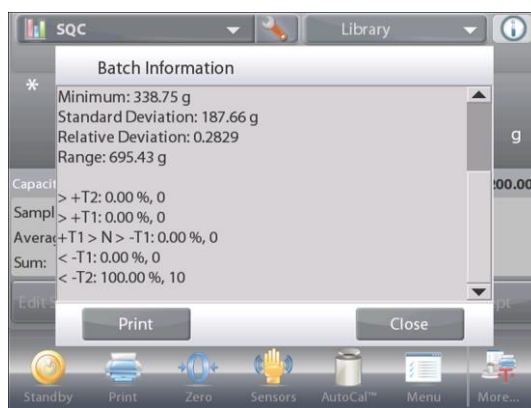 SQC
Library
Batch Information
*
Minimum: 338.75 g
Standard Deviation: 187.66 g
Relative Deviation: 0.2829
Range: 695.43 g
g
> +T2: 0.00 %, 0
> +T1: 0.00 %, 0
+T1 > N > -T1: 0.00 %, 0
< -T1: 0.00 %, 0
< -T2: 100.00 %, 10
Sum:
Print Close
Standby Print Zero Sensors AutoCal™ Menu More...